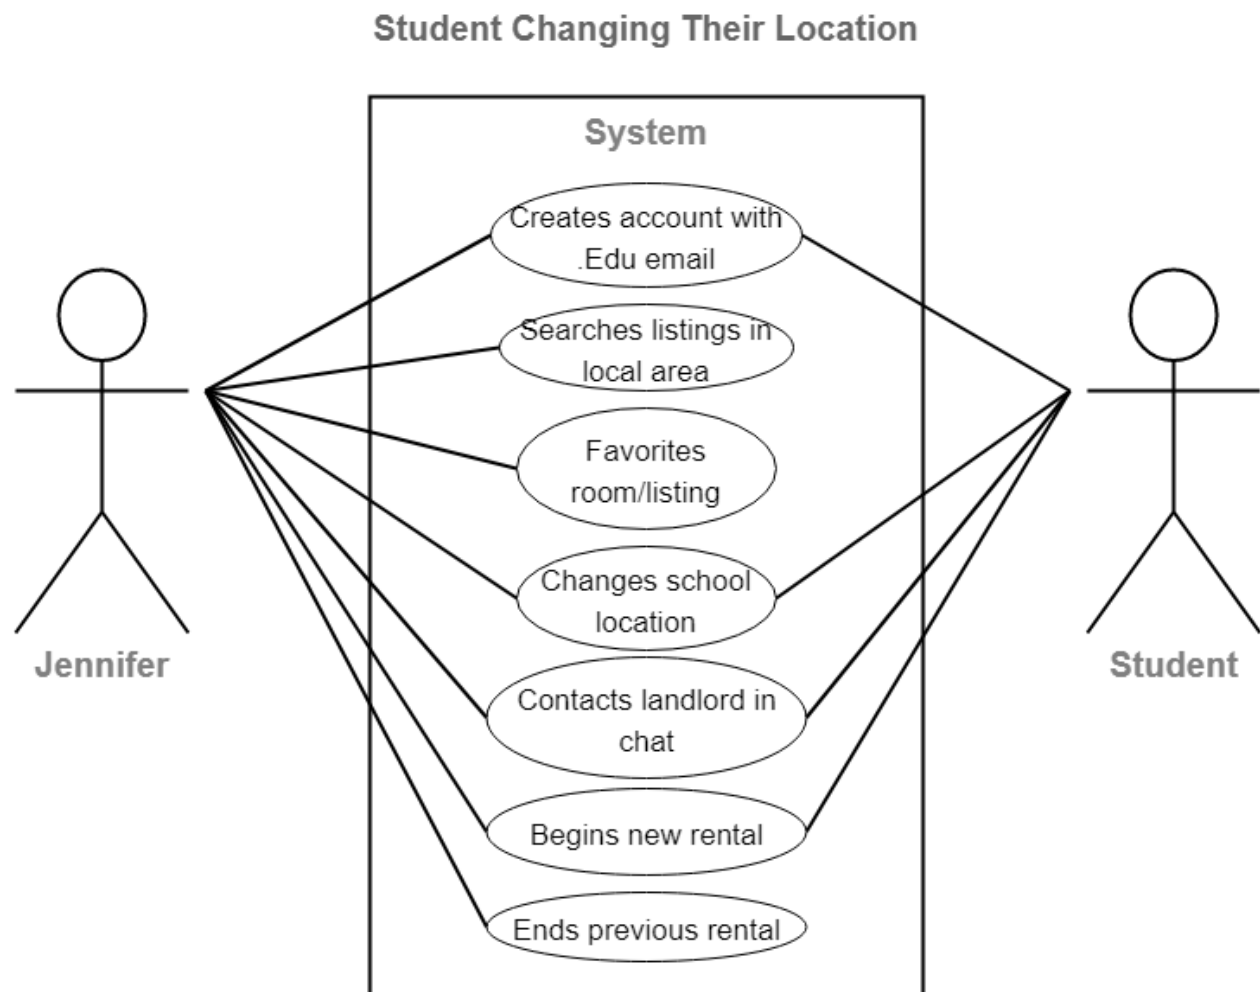 Student Changing Their Location
System
Creates account with
.Edu email
Searches listings in
local area
Favorites
room/listing
Changes school
location
Jennifer
Student
Contacts landlord in
chat
Begins new rental
Ends previous rental